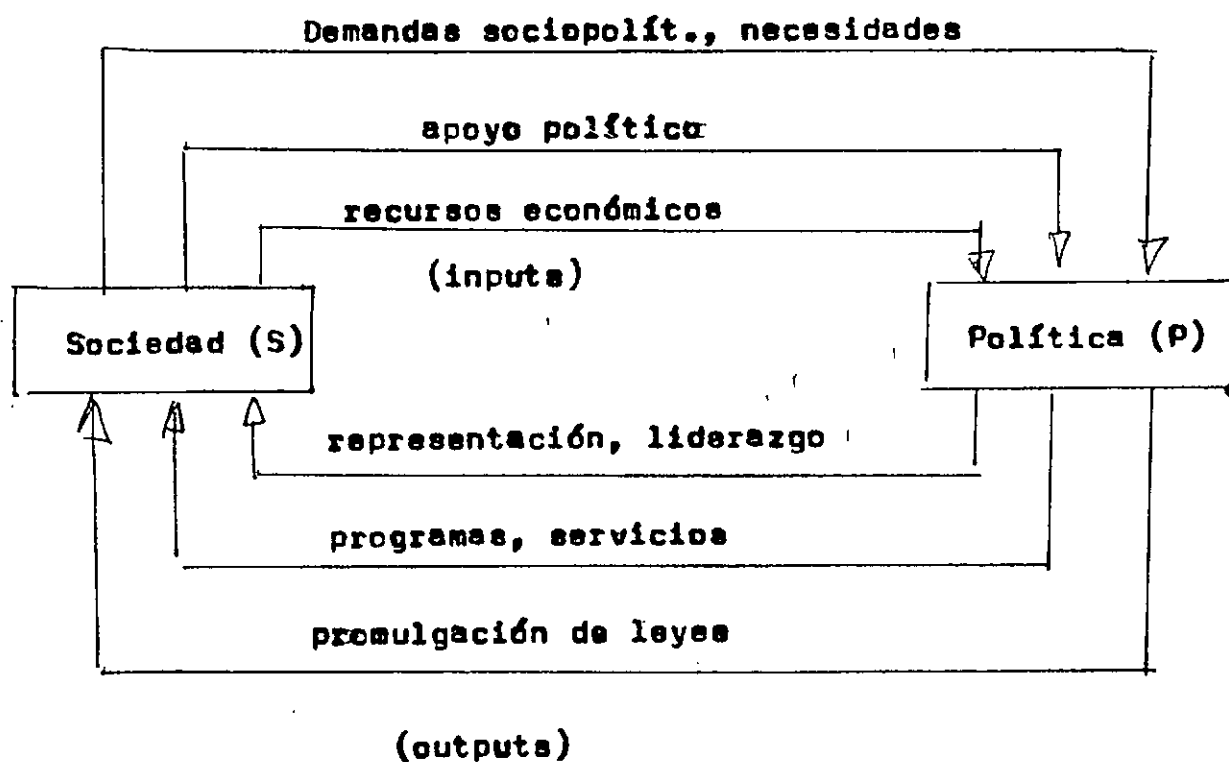 Demandas sociopolít., necesidades
apoyo político
recursos económicos
(inputs)
Sociedad (S)
Política (P)
representación, liderazgo
programas, servicios
promulgación de leyes
(outputs)